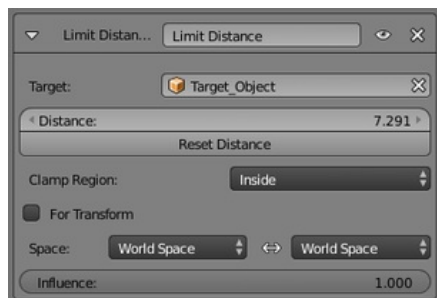 Limit Distan... Limit Distance
Target: Target_Object
Distance: 7.291
Reset Distance
Clamp Region: Inside
For Transform
Space: World Space World Space
Influence: 1.000